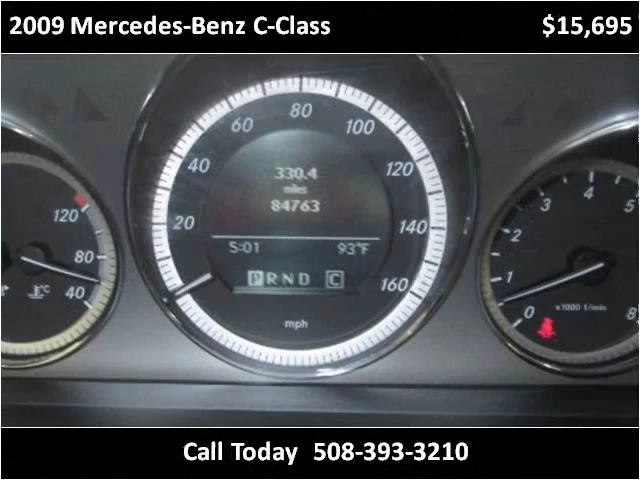 2009 Mercedes-Benz C-Class $15,695
80
60 100
330.4
40 120
miles
84763
20 140
5:01 93°F
PRND C
160
mph
120
80
40
°C
4
3 5
2
1
x1000 1/min
0 8
Call Today 508-393-3210